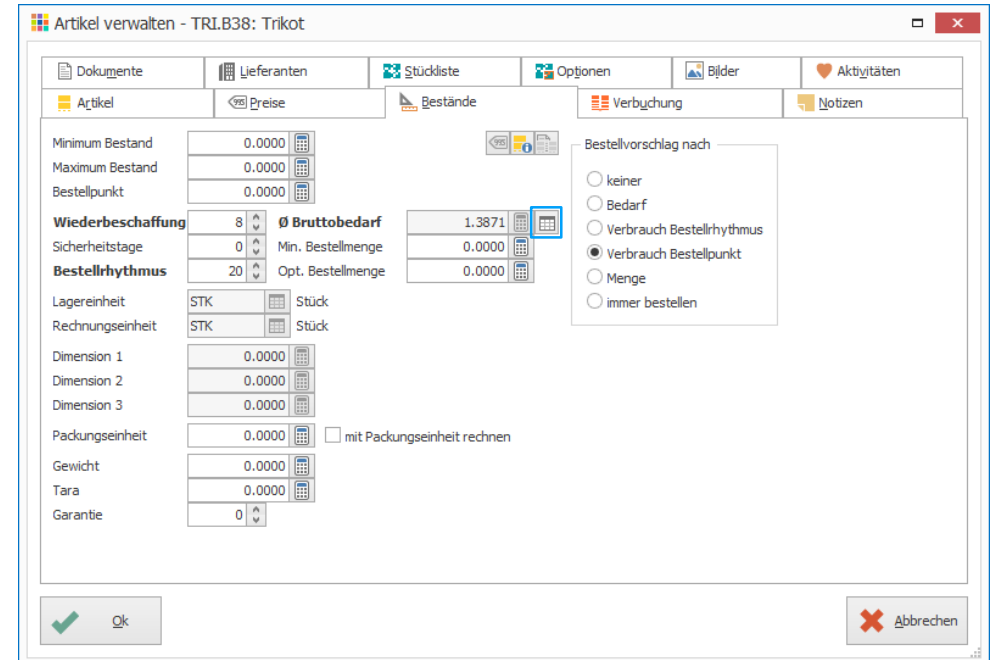 Artikel verwalten - TRI.B38: Trikot
Dokumente
Lieferanten
Stückliste
Optionen
Bilder
Aktivitäten
Artikel
995 Preise
Bestände
Verbuchung
Notizen
Minimum Bestand 0.0000
995
Maximum Bestand 0.0000
Bestellpunkt 0.0000
Wiederbeschaffung 8 Ø Bruttobedarf 1.3871
Sicherheitstage 0 Min. Bestellmenge 0.0000
Bestellrhythmus 20 Opt. Bestellmenge 0.0000
Lagereinheit STK Stück
Rechnungseinheit STK Stück
Dimension 1 0.0000
Dimension 2 0.0000
Dimension 3 0.0000
Packungseinheit 0.0000 mit Packungseinheit rechnen
Gewicht 0.0000
Tara 0.0000
Garantie 0
Bestellvorschlag nach
keiner
Bedarf
Verbrauch Bestellrhythmus
Verbrauch Bestellpunkt
Menge
immer bestellen
Ok
Abbrechen